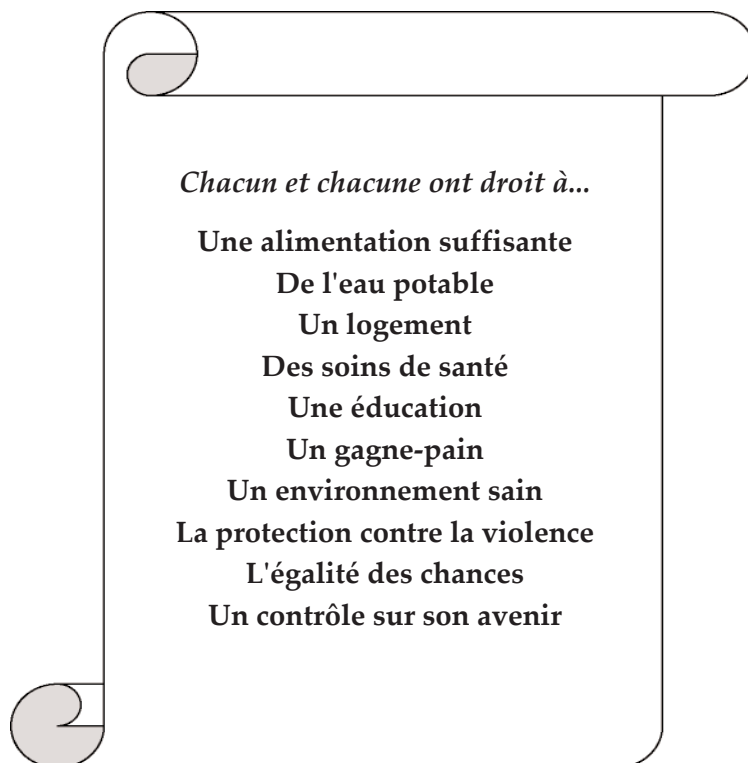 Chacun et chacune ont droit à...
Une alimentation suffisante
De l'eau potable
Un logement
Des soins de santé
Une éducation
Un gagne-pain
Un environnement sain
La protection contre la violence
L'égalité des chances
Un contrôle sur son avenir